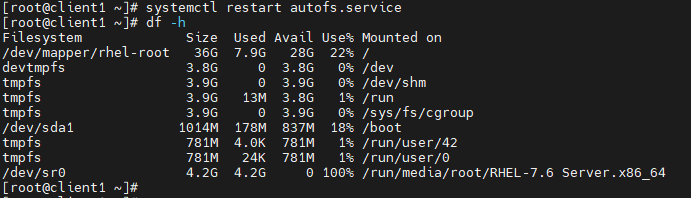 [root@client1 ~]# systemctl restart autofs.service
[root@client1 ~]# df -h
Filesystem             Size  Used Avail Use% Mounted on
/dev/mapper/rhel-root   36G  7.9G   28G  22% /
devtmpfs               3.8G     0  3.8G   0% /dev
tmpfs                  3.9G     0  3.9G   0% /dev/shm
tmpfs                  3.9G   13M  3.8G   1% /run
tmpfs                  3.9G     0  3.9G   0% /sys/fs/cgroup
/dev/sda1             1014M  178M  837M  18% /boot
tmpfs                  781M  4.0K  781M   1% /run/user/42
tmpfs                  781M   24K  781M   1% /run/user/0
/dev/sr0               4.2G  4.2G     0 100% /run/media/root/RHEL-7.6 Server.x86_64
[root@client1 ~]#